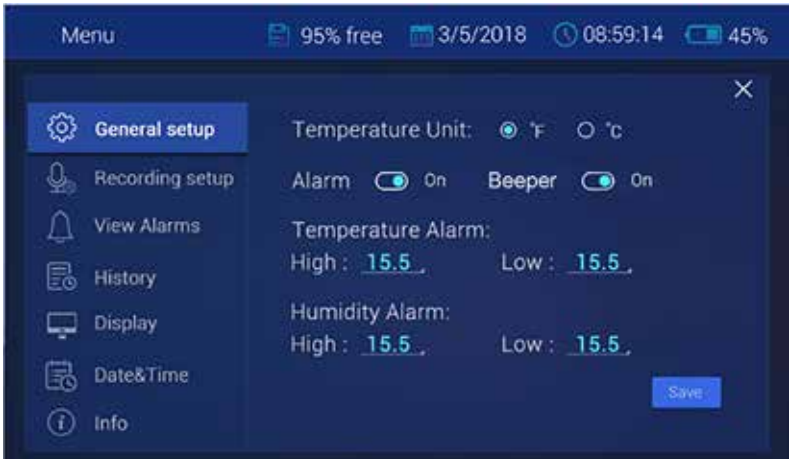 Menu 95% free 3/5/2018 08:59:14 45%
General setup
Recording setup
View Alarms
History
Display
Date&Time
Info
Temperature Unit: °F °C
Alarm On Beeper On
Temperature Alarm:
High : 15.5 Low : 15.5
Humidity Alarm:
High : 15.5 Low : 15.5
Save